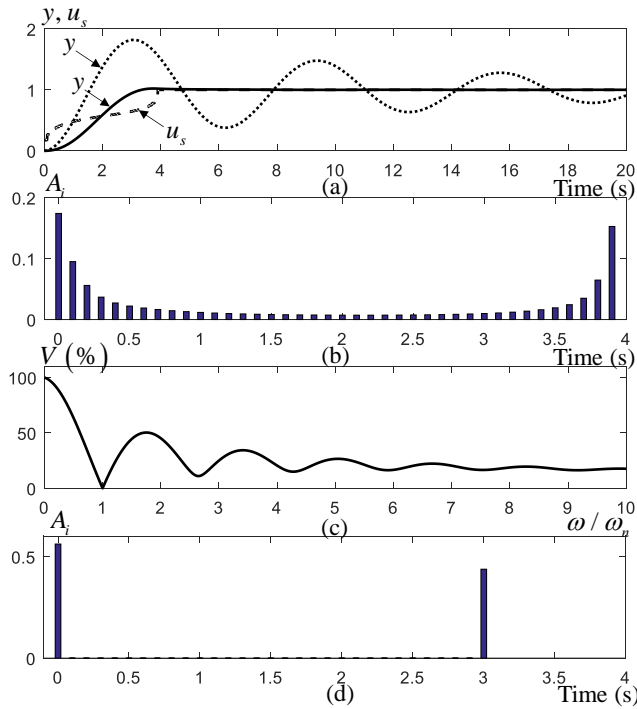 y, u_s
2
1
0
y
y
u_s
0 2 4 6 8 10 12 14 16 18 20
A_i (a) Time (s)
0.2
0.1
0
0 0.5 1 1.5 2 2.5 3 3.5 4
V (%) (b) Time (s)
100
50
0
0 1 2 3 4 5 6 7 8 9 10
A_i (c) ω / ω_n
0.5
0
0 0.5 1 1.5 2 2.5 3 3.5 4
(d) Time (s)